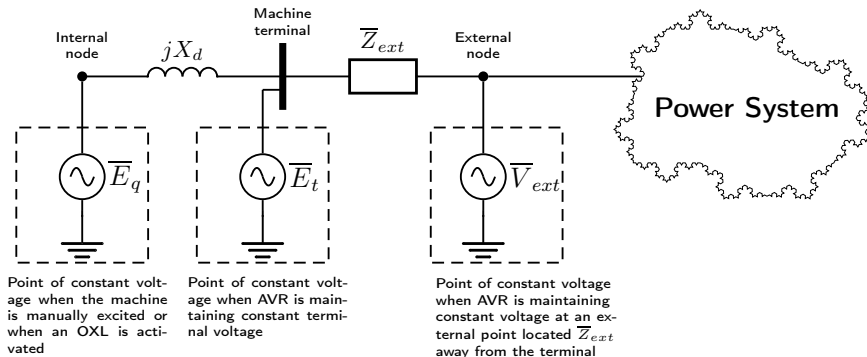 Machine
terminal
Internal
node
jX_d
Z̅_ext
External
node
Power System
E̅_q
E̅_t
V̅_ext
Point of constant volt-
age when the machine
is manually excited or
when an OXL is acti-
vated
Point of constant volt-
age when AVR is main-
taining constant termi-
nal voltage
Point of constant voltage
when AVR is maintaining
constant voltage at an ex-
ternal point located Z̅_ext
away from the terminal